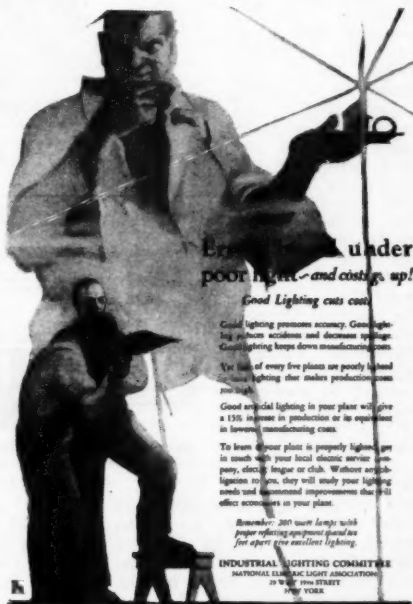 under
poor light—and costs go up!
Good Lighting cuts cost.
Good lighting promotes accuracy. Good light-
ing reduces accidents and decreases spoilage.
Good lighting keeps down manufacturing costs.
Yet of every five plants are poorly lighted
lighting that makes production costs
Good artificial lighting in your plant will give
a 15% increase in production or its equivalent
in lowered manufacturing costs.
To learn if your plant is properly lighted, get
in touch with your local electric service com-
pany, electric league or club. Without any ob-
ligation to you, they will study your lighting
needs and recommend improvements that will
effect economies in your plant.
Remember: 200 watt lamps with
proper reflecting equipment spaced ten
feet apart give excellent lighting.
INDUSTRIAL LIGHTING COMMITTEE
NATIONAL ELECTRIC LIGHT ASSOCIATION
29 WEST 39TH STREET
NEW YORK